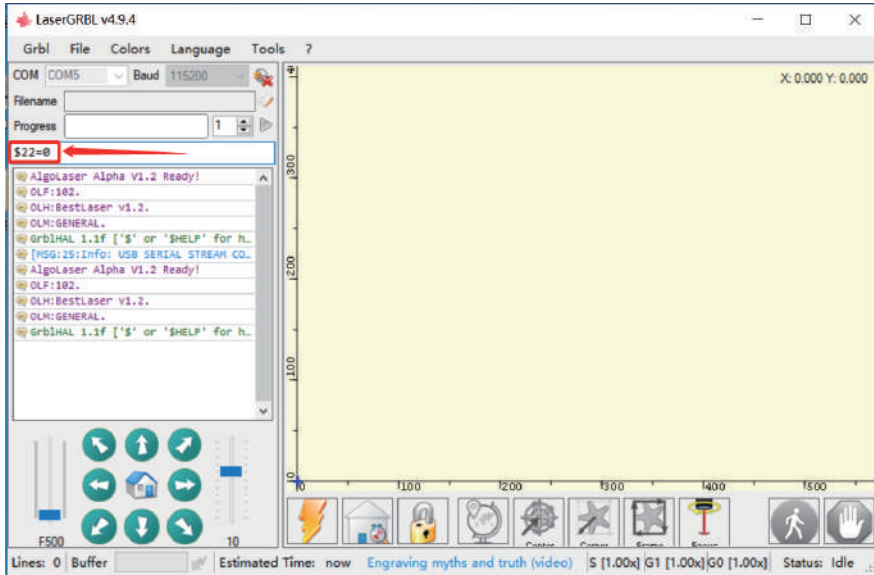 LaserGRBL v4.9.4
Grbl File Colors Language Tools ?
COM COM5 Baud 115200
Filename
Progress 1
$22=0
AlgoLaser Alpha V1.2 Ready!
OLF:102.
OLH:BestLaser v1.2.
OLM:GENERAL.
GrblHAL 1.1f ['$' or '$HELP' for h…
[MSG:25:Info: USB SERIAL STREAM CO…
AlgoLaser Alpha V1.2 Ready!
OLF:102.
OLH:BestLaser v1.2.
OLM:GENERAL.
GrblHAL 1.1f ['$' or '$HELP' for h…
F500 10
X: 0.000 Y: 0.000
300
200
100
0
0 100 200 300 400 500
Center Corner Frame Focus
Lines: 0 Buffer Estimated Time: now Engraving myths and truth (video) S [1.00x] G1 [1.00x] G0 [1.00x] Status: Idle